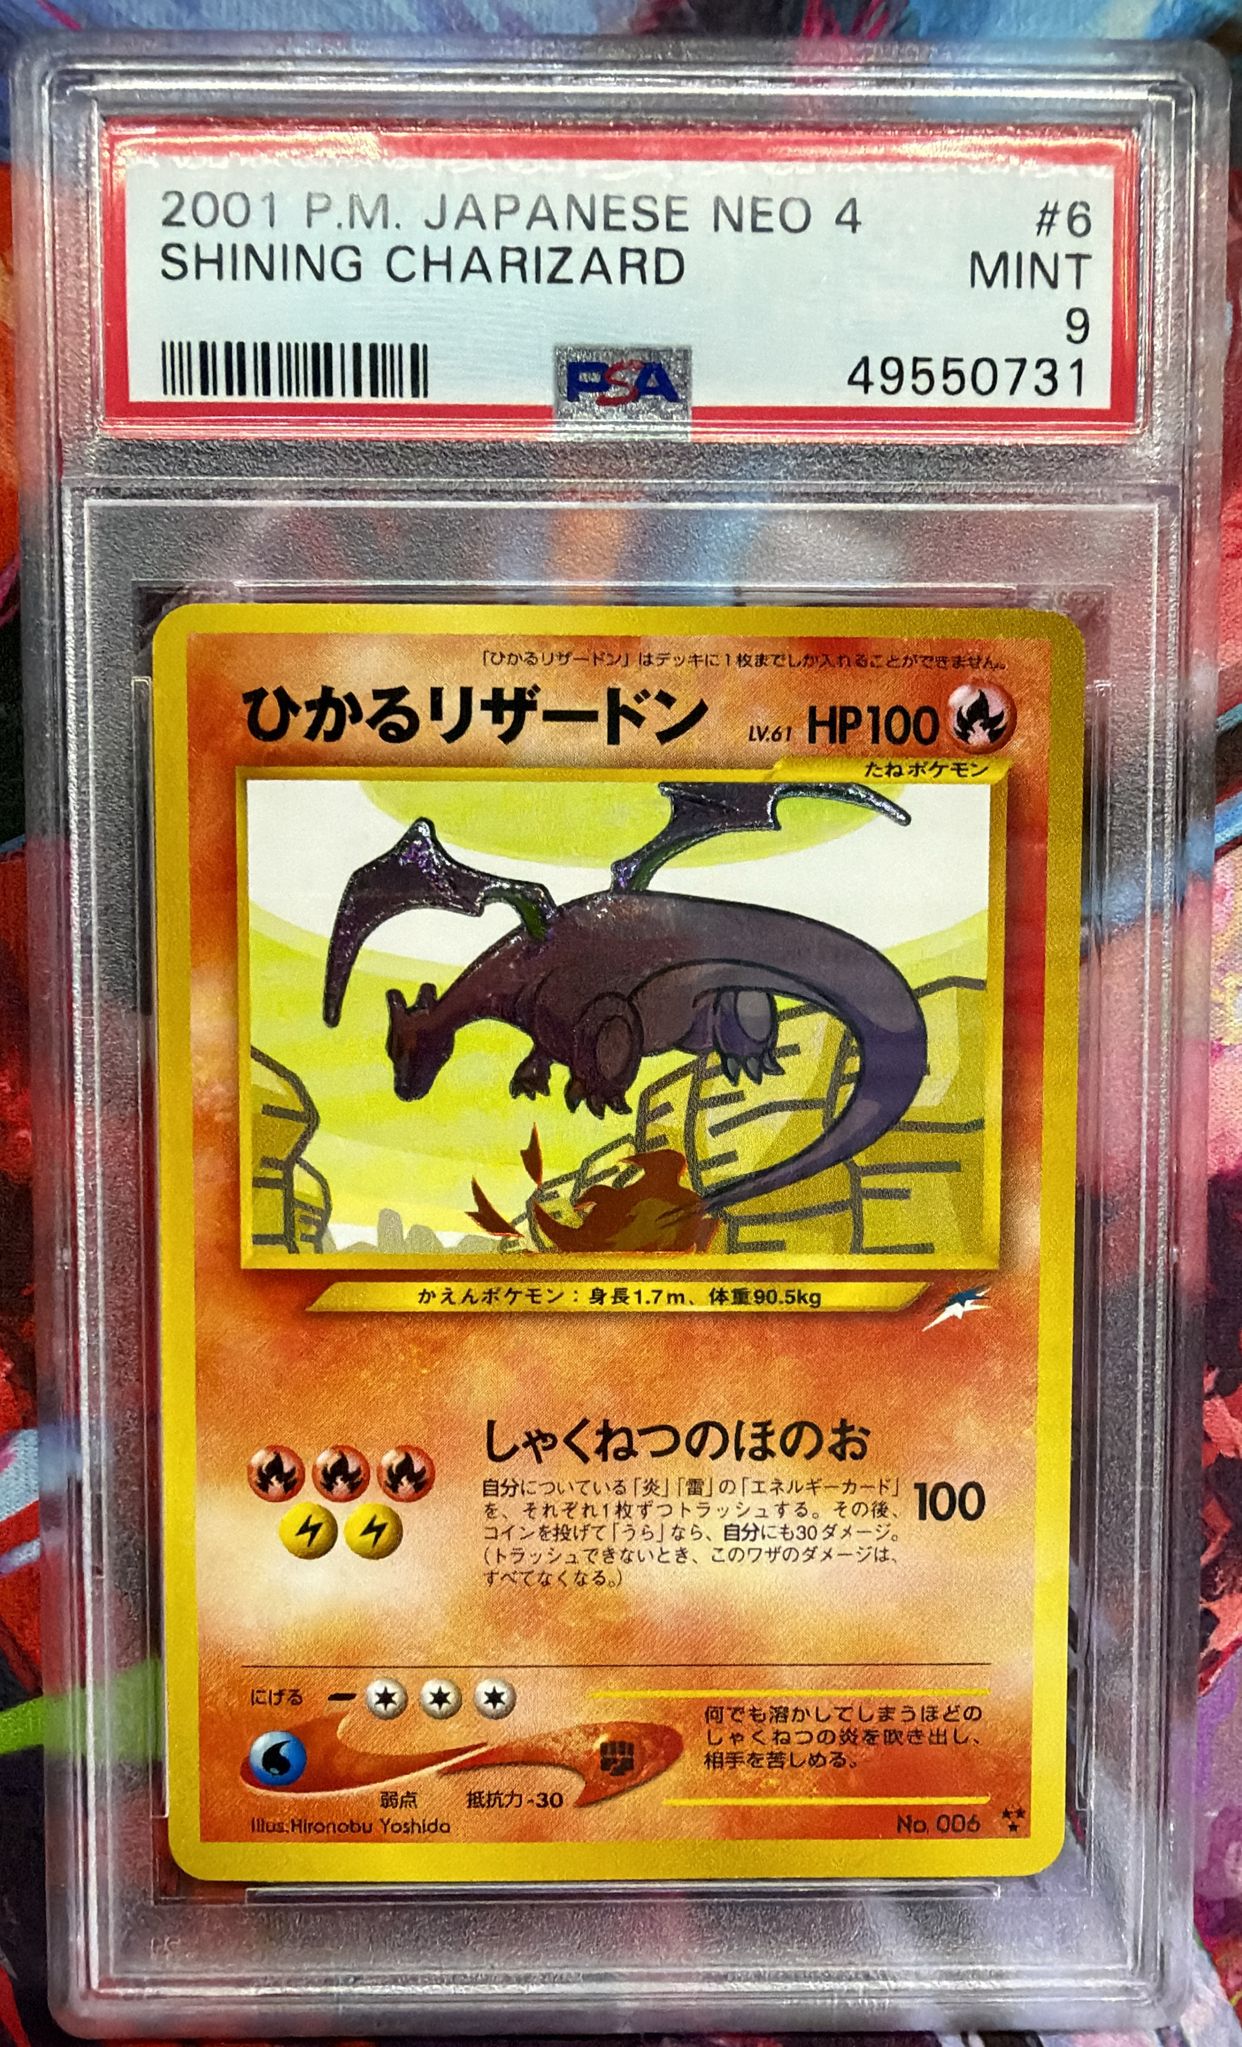 2001 P.M. JAPANESE NEO 4 #6
SHINING CHARIZARD MINT
9
PSA 49550731
「ひかるリザードン」はデッキに1枚までしか入れることができません。
ひかるリザードン LV.61 HP100
たねポケモン
かえんポケモン：身長1.7m、体重90.5kg
しゃくねつのほのお
自分についている「炎」「雷」の「エネルギーカード」
を、それぞれ1枚ずつトラッシュする。その後、
コインを投げて「うら」なら、自分にも30ダメージ。
（トラッシュできないとき、このワザのダメージは、
すべてなくなる。）
100
にげる
何でも溶かしてしまうほどの
しゃくねつの炎を吹き出し、
相手を苦しめる。
弱点 抵抗力 -30
Illus.Hironobu Yoshida No. 006